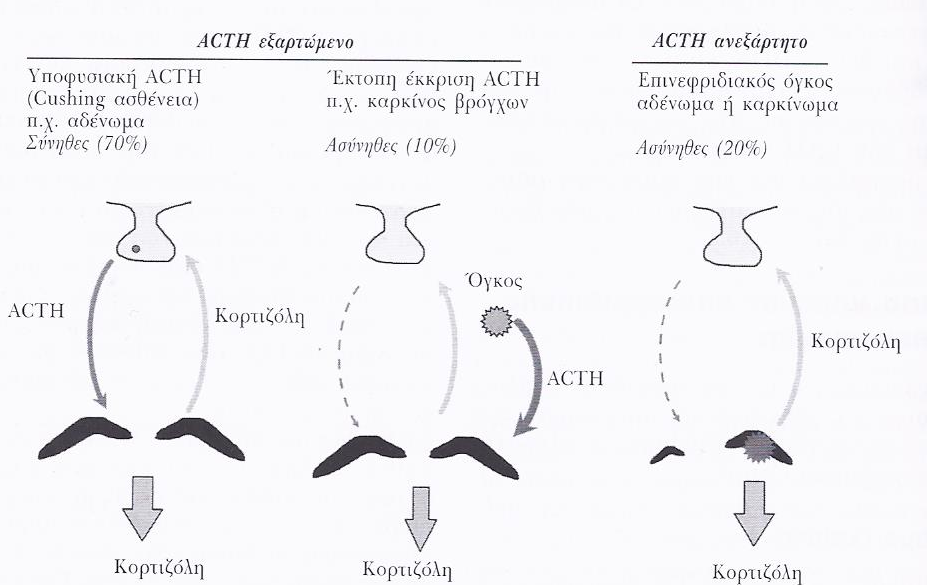 ACTH εξαρτώμενο
Υποφυσιακή ACTH
(Cushing ασθένεια)
π.χ. αδένωμα
Σύνηθες (70%)
Έκτοπη έκκριση ACTH
π.χ. καρκίνος βρόγχων
Ασύνηθες (10%)
ACTH ανεξάρτητο
Επινεφριδιακός όγκος
αδένωμα ή καρκίνωμα
Ασύνηθες (20%)
ACTH
Κορτιζόλη
Κορτιζόλη
Όγκος
ACTH
Κορτιζόλη
Κορτιζόλη
Κορτιζόλη